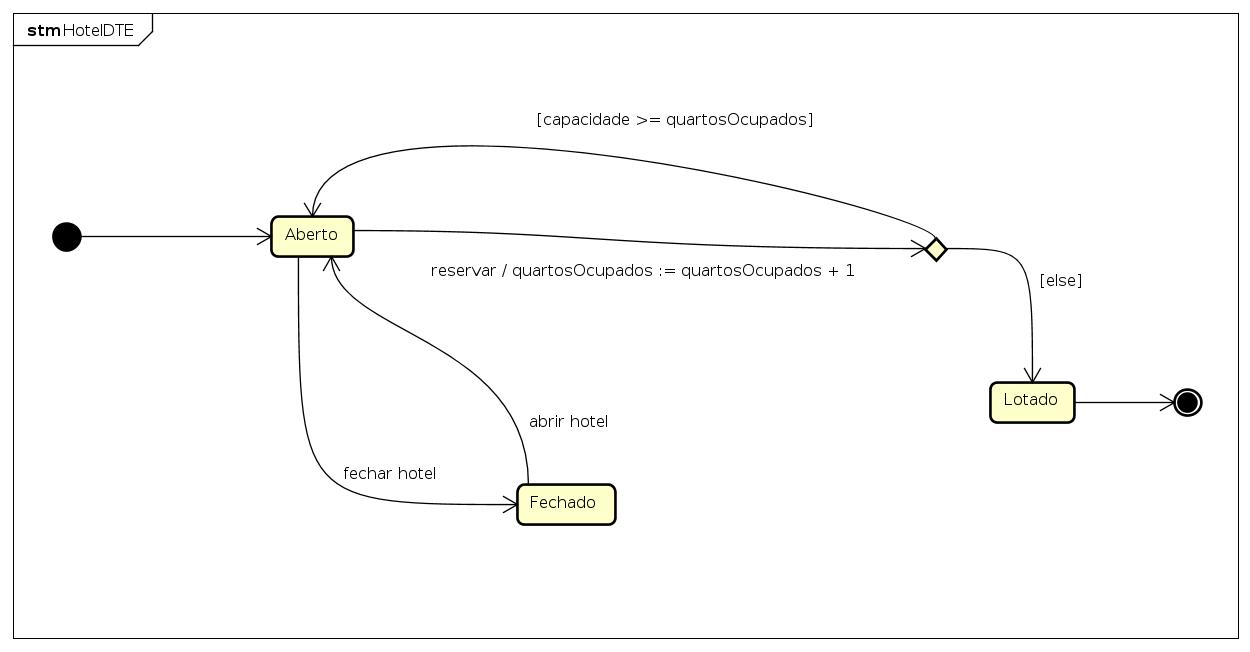 stm HotelDTE
[capacidade >= quartosOcupados]
Aberto
reservar / quartosOcupados := quartosOcupados + 1
[else]
Lotado
abrir hotel
fechar hotel
Fechado